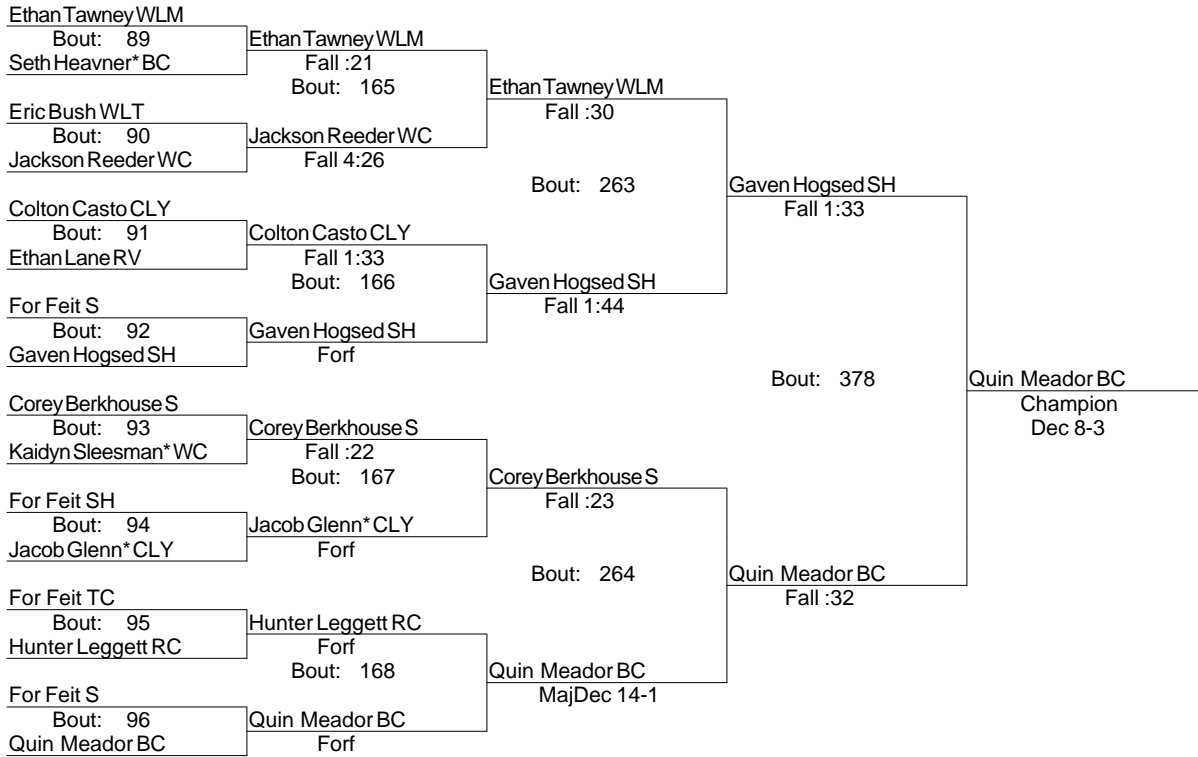 Ethan Tawney WLM
Bout: 89
Seth Heavner* BC
Ethan Tawney WLM
Fall :21
Bout: 165
Eric Bush WLT
Bout: 90
Jackson Reeder WC
Jackson Reeder WC
Fall 4:26
Ethan Tawney WLM
Fall :30
Bout: 263
Colton Casto CLY
Bout: 91
Ethan Lane RV
Colton Casto CLY
Fall 1:33
Bout: 166
For Feit S
Bout: 92
Gaven Hogsed SH
Gaven Hogsed SH
Forf
Gaven Hogsed SH
Fall 1:44
Gaven Hogsed SH
Fall 1:33
Bout: 378
Corey Berkhouse S
Bout: 93
Kaidyn Sleesman* WC
Corey Berkhouse S
Fall :22
Bout: 167
For Feit SH
Bout: 94
Jacob Glenn* CLY
Jacob Glenn* CLY
Forf
Corey Berkhouse S
Fall :23
Bout: 264
For Feit TC
Bout: 95
Hunter Leggett RC
Hunter Leggett RC
Forf
Bout: 168
For Feit S
Bout: 96
Quin Meador BC
Quin Meador BC
Forf
Quin Meador BC
MajDec 14-1
Quin Meador BC
Fall :32
Quin Meador BC
Champion
Dec 8-3